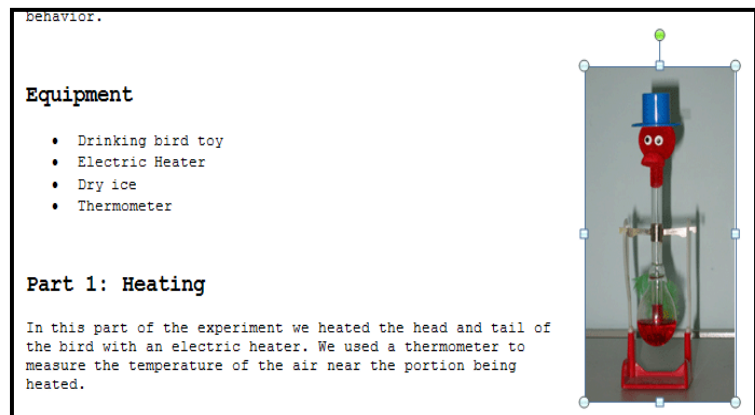 behavior.
Equipment
• Drinking bird toy
• Electric Heater
• Dry ice
• Thermometer
Part 1: Heating
In this part of the experiment we heated the head and tail of
the bird with an electric heater. We used a thermometer to
measure the temperature of the air near the portion being
heated.